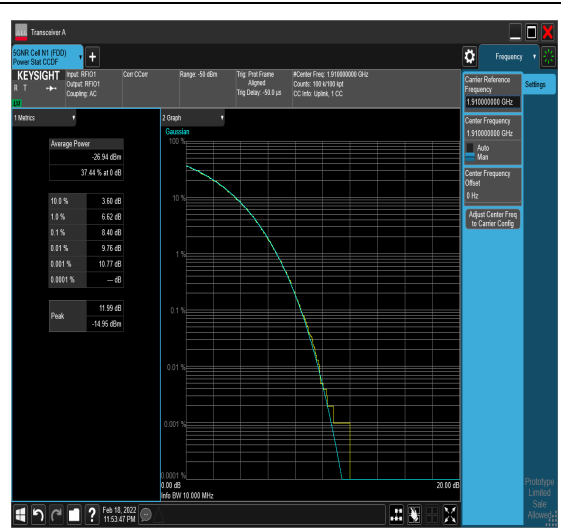 Transceiver A
5GNR Cell N1 (FDD)
Power Stat CCDF
Frequency
KEYSIGHT
R T
LV
Input: RFIO1
Output: RFIO1
Coupling: AC
Corr CCorr
Range: -50 dBm
Trig: Prot Frame
Aligned
Trig Delay: -50.0 µs
#Center Freq: 1.910000000 GHz
Counts: 100 k/100 kpt
CC Info: Uplink, 1 CC
Carrier Reference
Frequency
1.910000000 GHz
Settings
Center Frequency
1.910000000 GHz
Auto
Man
Center Frequency
Offset
0 Hz
Adjust Center Freq
to Carrier Config
1 Metrics
Average Power
-26.94 dBm
37.44 % at 0 dB
10.0 % 3.60 dB
1.0 % 6.62 dB
0.1 % 8.40 dB
0.01 % 9.76 dB
0.001 % 10.77 dB
0.0001 % --- dB
Peak
11.99 dB
-14.95 dBm
2 Graph
Gaussian
100 %
10 %
1 %
0.1 %
0.01 %
0.001 %
0.0001 %
0.00 dB
20.00 dB
Info BW 10.000 MHz
Feb 18, 2022
11:53:47 PM
Prototype
Limited
Sale
Allowed